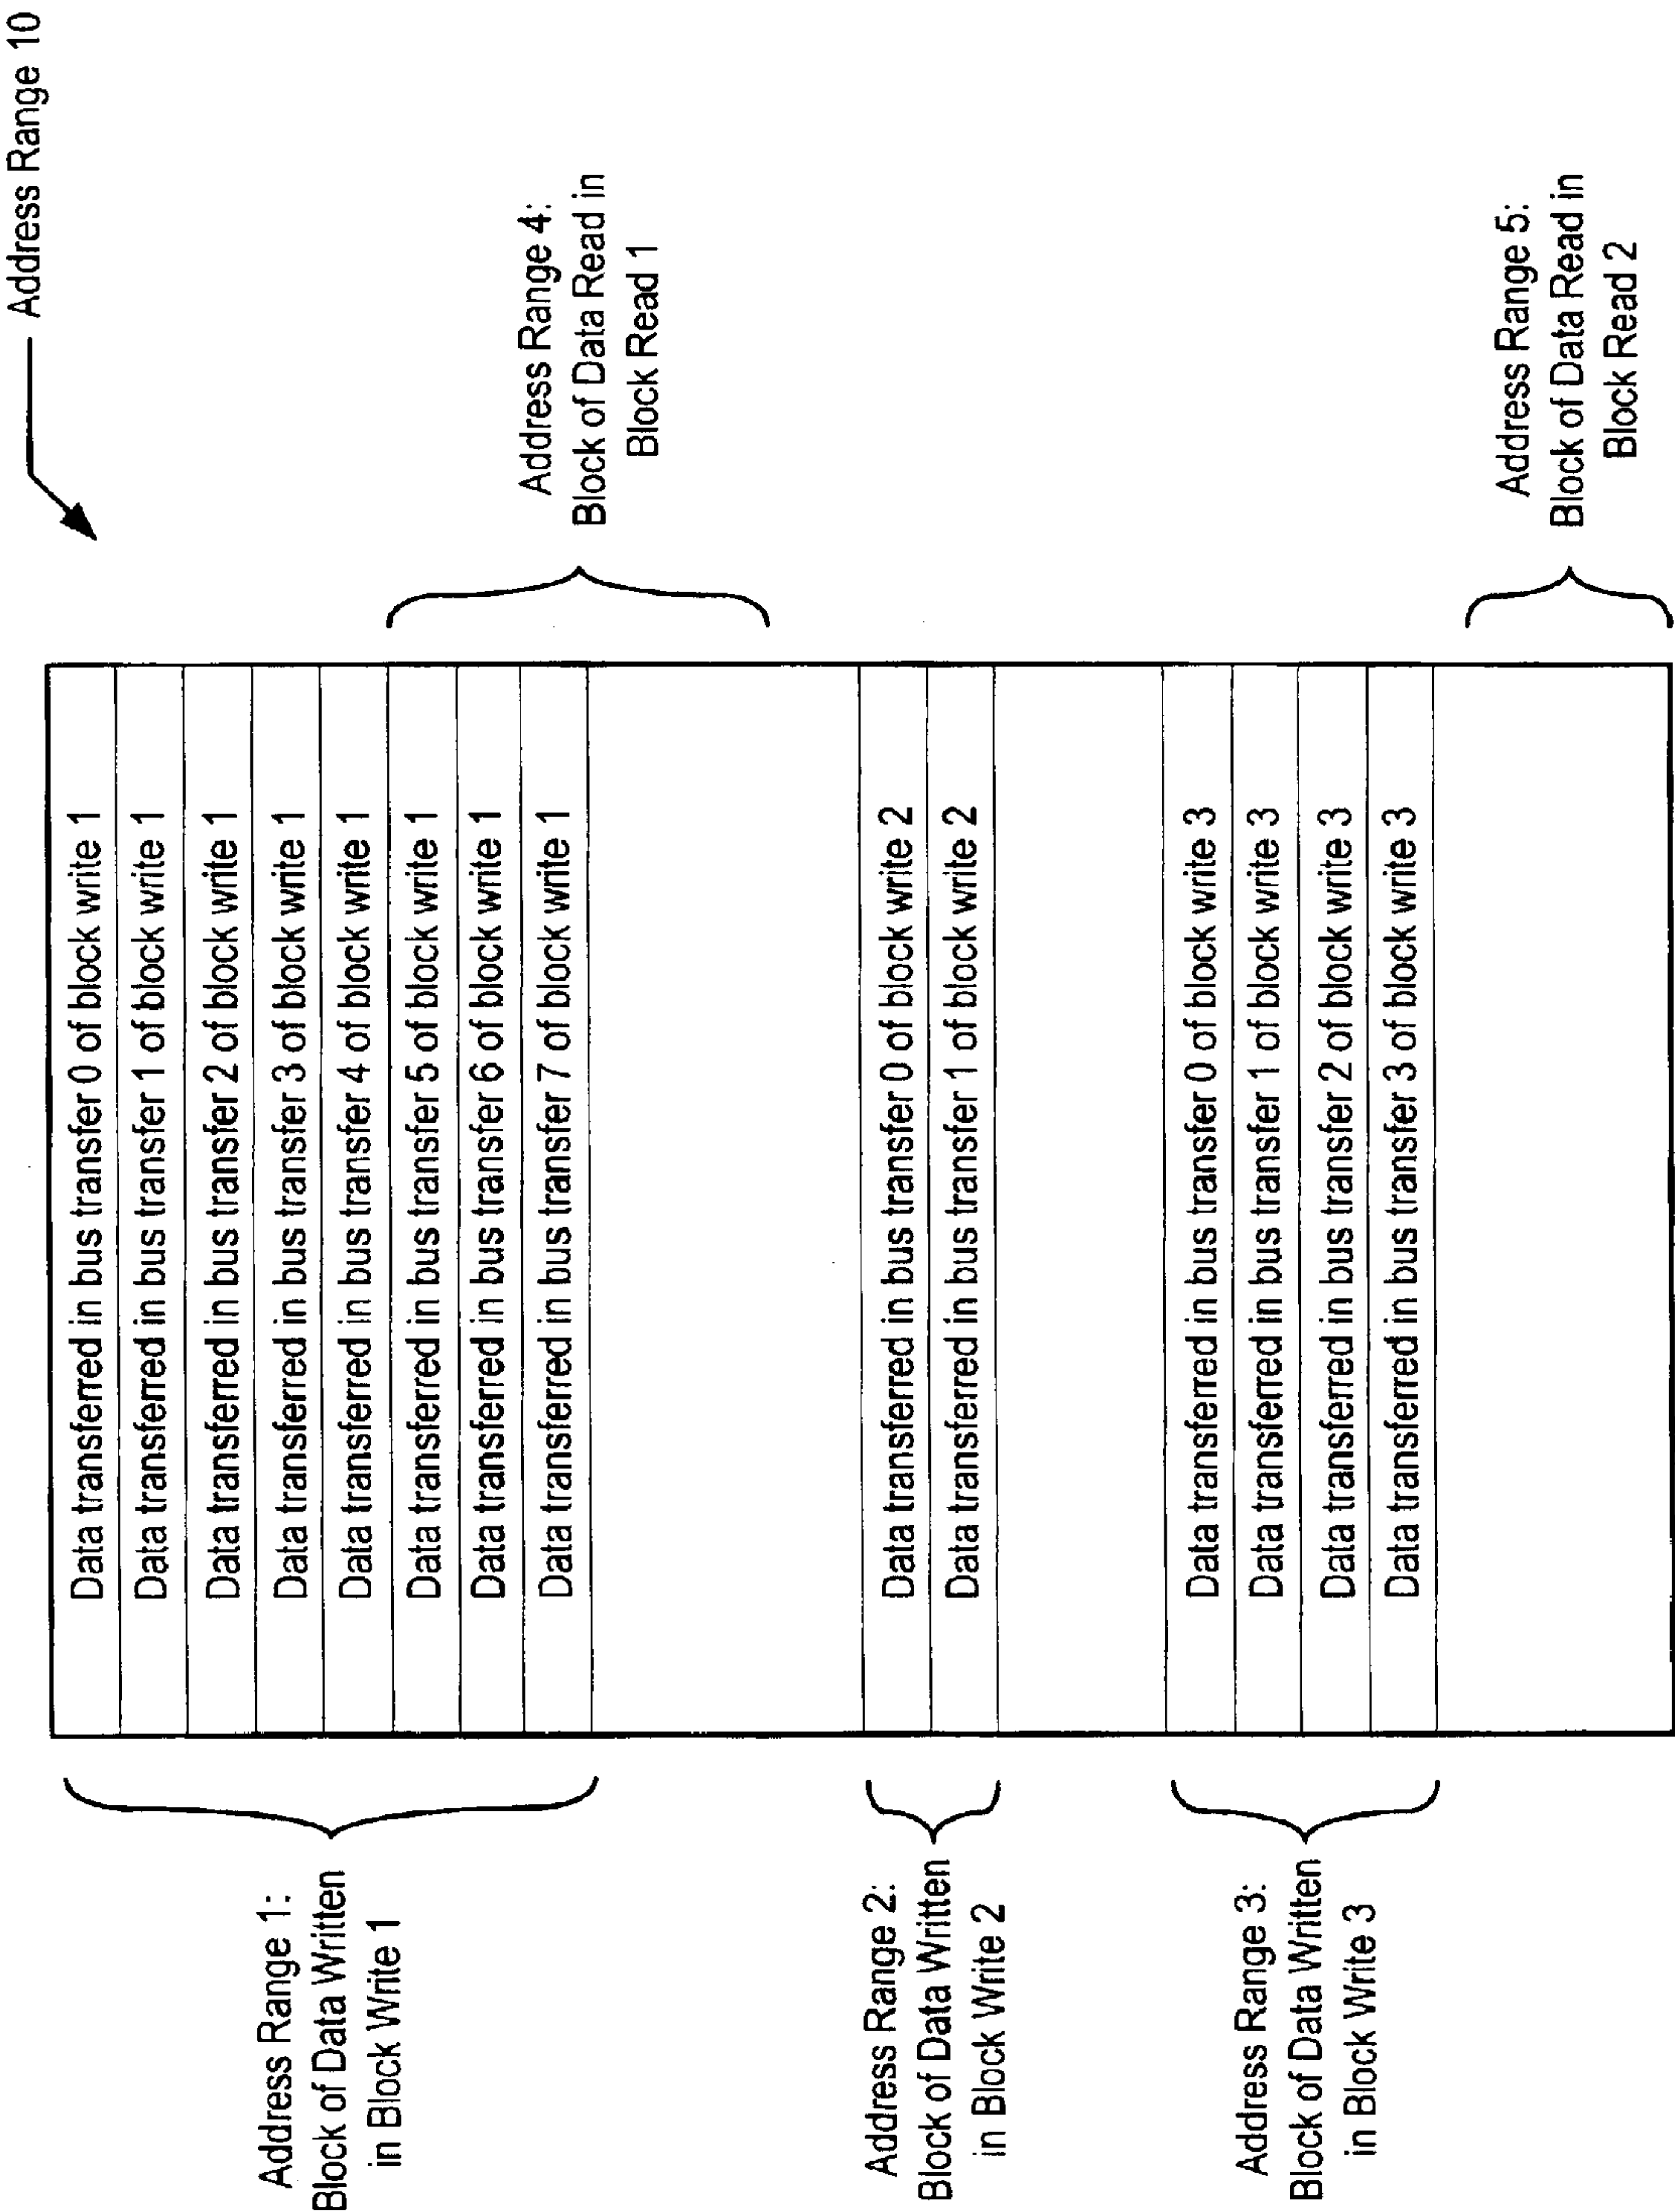 Address Range 10
Data transferred in bus transfer 0 of block write 1
Data transferred in bus transfer 1 of block write 1
Data transferred in bus transfer 2 of block write 1
Data transferred in bus transfer 3 of block write 1
Data transferred in bus transfer 4 of block write 1
Data transferred in bus transfer 5 of block write 1
Data transferred in bus transfer 6 of block write 1
Data transferred in bus transfer 7 of block write 1
Address Range 1:
Block of Data Written
in Block Write 1
Address Range 4:
Block of Data Read in
Block Read 1
Data transferred in bus transfer 0 of block write 2
Data transferred in bus transfer 1 of block write 2
Address Range 2:
Block of Data Written
in Block Write 2
Data transferred in bus transfer 0 of block write 3
Data transferred in bus transfer 1 of block write 3
Data transferred in bus transfer 2 of block write 3
Data transferred in bus transfer 3 of block write 3
Address Range 3:
Block of Data Written
in Block Write 3
Address Range 5:
Block of Data Read in
Block Read 2